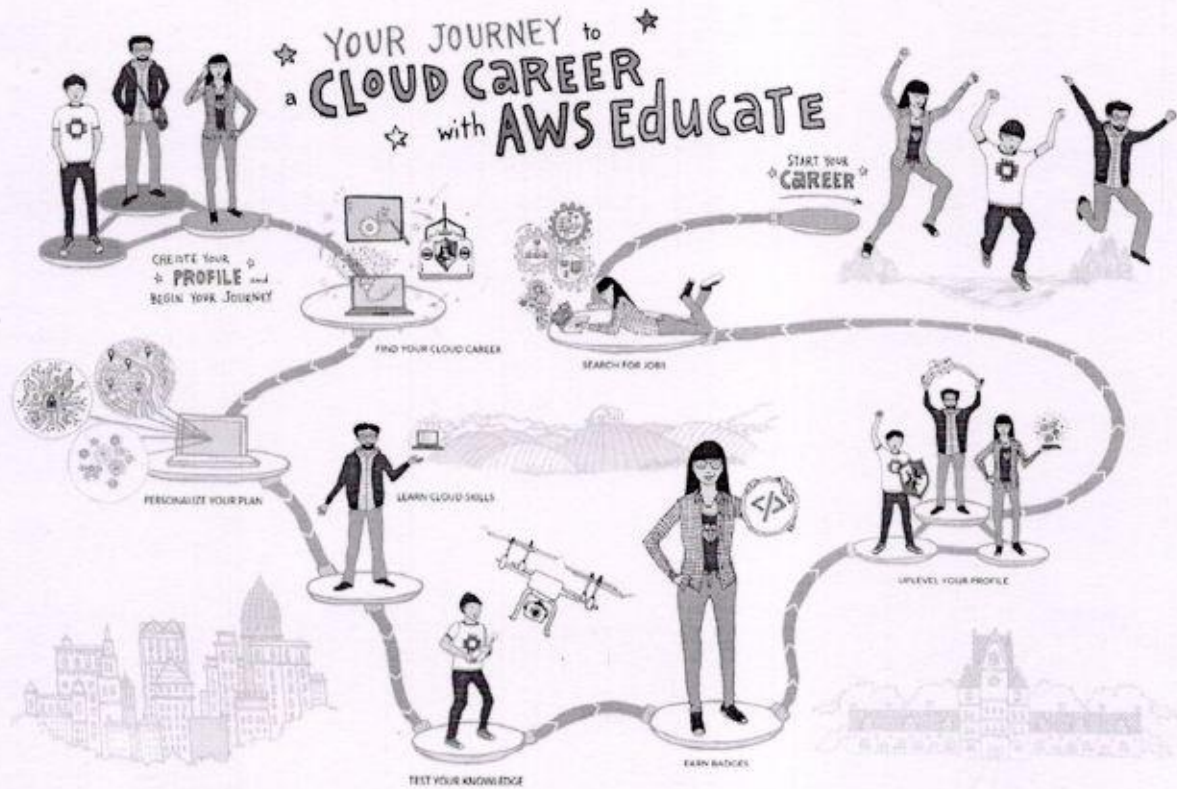 YOUR JOURNEY to
a CLOUD CAREER
with AWS EDUCATE
CREATE YOUR
PROFILE and
BEGIN YOUR JOURNEY
FIND YOUR CLOUD CAREER
PERSONALIZE YOUR PLAN
LEARN CLOUD SKILLS
TEST YOUR KNOWLEDGE
EARN BADGES
</>
UPLEVEL YOUR PROFILE
SEARCH FOR JOBS
START YOUR
CAREER